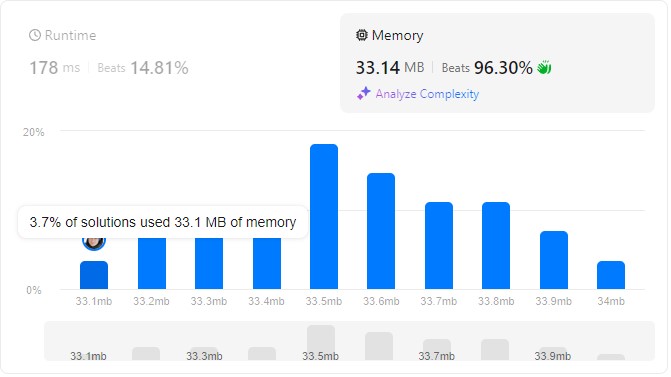 Runtime
178 ms Beats 14.81%
Memory
33.14 MB Beats 96.30%
Analyze Complexity
20%
3.7% of solutions used 33.1 MB of memory
0%
33.1mb 33.2mb 33.3mb 33.4mb 33.5mb 33.6mb 33.7mb 33.8mb 33.9mb 34mb
33.1mb 33.3mb 33.5mb 33.7mb 33.9mb